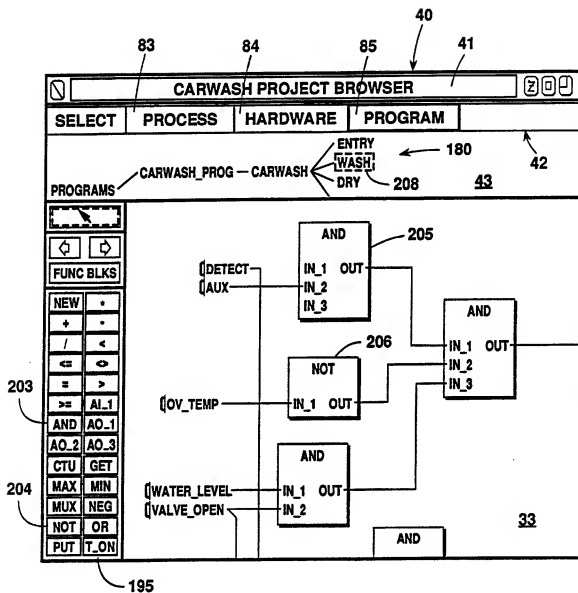 40
83
84
85
41
CARWASH PROJECT BROWSER
SELECT PROCESS HARDWARE PROGRAM
42
PROGRAMS CARWASH_PROG CARWASH ENTRY
WASH
DRY
180
208
43
FUNC BLKS
NEW *
+ -
/ <
<= <>
= >
>= AI_1
AND AO_1
AO_2 AO_3
CTU GET
MAX MIN
MUX NEG
NOT OR
PUT T_ON
203
204
195
DETECT
AUX
AND
IN_1 OUT
IN_2
IN_3
205
OV_TEMP
NOT
IN_1 OUT
206
AND
IN_1 OUT
IN_2
IN_3
WATER_LEVEL
VALVE_OPEN
AND
IN_1 OUT
IN_2
AND
33